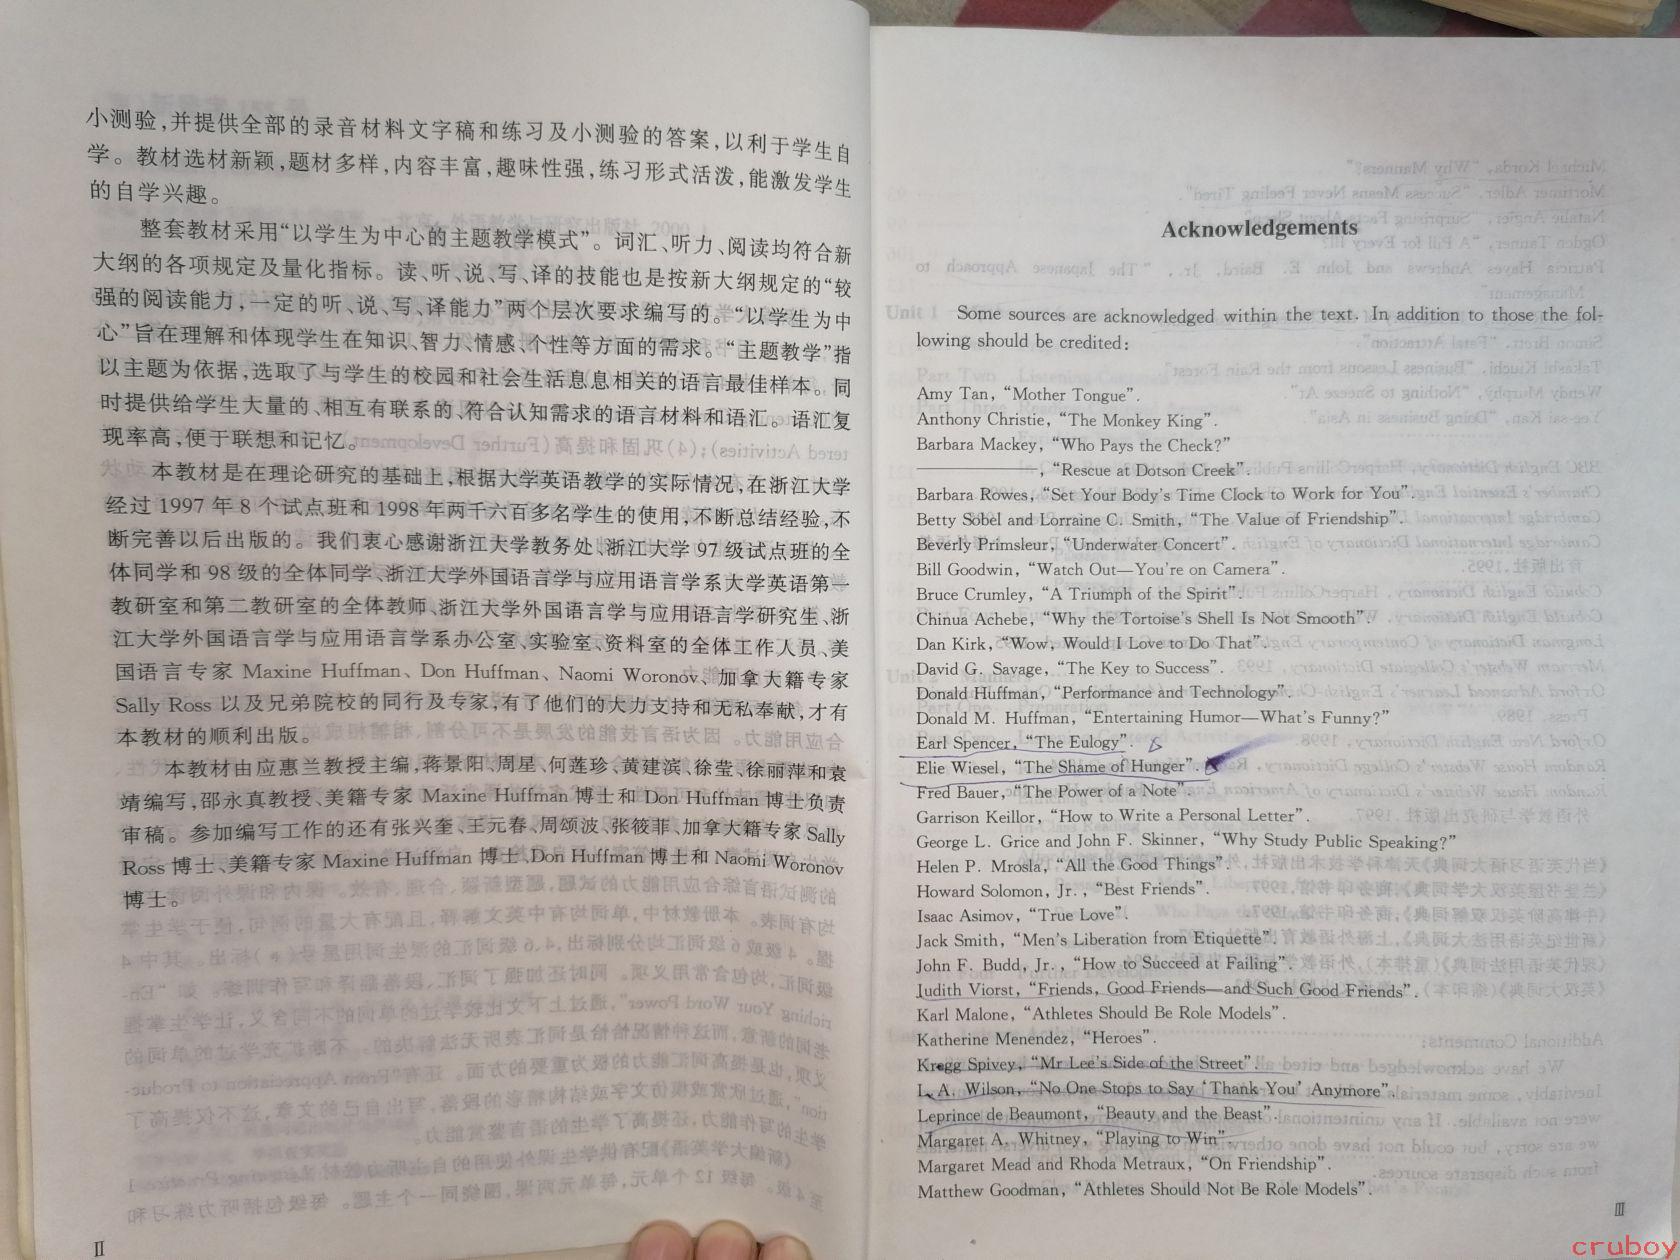 小测验,并提供全部的录音材料文字稿和练习及小测验的答案,以利于学生自
学。教材选材新颖,题材多样,内容丰富,趣味性强,练习形式活泼,能激发学生
的自学兴趣。
整套教材采用“以学生为中心的主题教学模式”。词汇、听力、阅读均符合新
大纲的各项规定及量化指标。读、听、说、写、译的技能也是按新大纲规定的“较
强的阅读能力,一定的听、说、写、译能力”两个层次要求编写的。“以学生为中
心”旨在理解和体现学生在知识、智力、情感、个性等方面的需求。“主题教学”指
以主题为依据,选取了与学生的校园和社会生活息息相关的语言最佳样本。同
时提供给学生大量的、相互有联系的、符合认知需求的语言材料和语汇。语汇复
现率高,便于联想和记忆。
本教材是在理论研究的基础上,根据大学英语教学的实际情况,在浙江大学
经过 1997 年 8 个试点班和 1998 年两千六百多名学生的使用,不断总结经验,不
断完善以后出版的。我们衷心感谢浙江大学教务处、浙江大学 97 级试点班的全
体同学和 98 级的全体同学、浙江大学外国语言学与应用语言学系大学英语第一
教研室和第二教研室的全体教师、浙江大学外国语言学与应用语言学研究生、浙
江大学外国语言学与应用语言学系办公室、实验室、资料室的全体工作人员、美
国语言专家 Maxine Huffman、Don Huffman、Naomi Woronov、加拿大籍专家
Sally Ross 以及兄弟院校的同行及专家,有了他们的大力支持和无私奉献,才有
本教材的顺利出版。
本教材由应惠兰教授主编,蒋景阳、周星、何莲珍、黄建滨、徐莹、徐丽萍和袁
靖编写,邵永真教授、美籍专家 Maxine Huffman 博士和 Don Huffman 博士负责
审稿。参加编写工作的还有张兴奎、王元春、周颂波、张筱菲、加拿大籍专家 Sally
Ross 博士、美籍专家 Maxine Huffman 博士、Don Huffman 博士和 Naomi Woronov
博士。
II
Acknowledgements
Some sources are acknowledged within the text. In addition to those the fol-
lowing should be credited:
Amy Tan, “Mother Tongue”.
Anthony Christie, “The Monkey King”.
Barbara Mackey, “Who Pays the Check?”
————, “Rescue at Dotson Creek”.
Barbara Rowes, “Set Your Body's Time Clock to Work for You”.
Betty Sobel and Lorraine C. Smith, “The Value of Friendship”.
Beverly Primsleur, “Underwater Concert”.
Bill Goodwin, “Watch Out—You're on Camera”.
Bruce Crumley, “A Triumph of the Spirit”.
Chinua Achebe, “Why the Tortoise's Shell Is Not Smooth”.
Dan Kirk, “Wow, Would I Love to Do That”.
David G. Savage, “The Key to Success”.
Donald Huffman, “Performance and Technology”.
Donald M. Huffman, “Entertaining Humor—What's Funny?”
Earl Spencer, “The Eulogy”.
Elie Wiesel, “The Shame of Hunger”.
Fred Bauer, “The Power of a Note”.
Garrison Keillor, “How to Write a Personal Letter”.
George L. Grice and John F. Skinner, “Why Study Public Speaking?”
Helen P. Mrosla, “All the Good Things”.
Howard Solomon, Jr., “Best Friends”.
Isaac Asimov, “True Love”.
Jack Smith, “Men's Liberation from Etiquette”.
John F. Budd, Jr., “How to Succeed at Failing”.
Judith Viorst, “Friends, Good Friends—and Such Good Friends”.
Karl Malone, “Athletes Should Be Role Models”.
Katherine Menendez, “Heroes”.
Kregg Spivey, “Mr Lee's Side of the Street”.
L. A. Wilson, “No One Stops to Say ‘Thank You’ Anymore”.
Leprince de Beaumont, “Beauty and the Beast”.
Margaret A. Whitney, “Playing to Win”.
Margaret Mead and Rhoda Metraux, “On Friendship”.
Matthew Goodman, “Athletes Should Not Be Role Models”.
III
cruboy